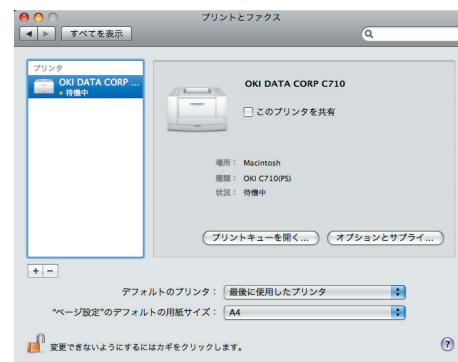 プリントとファクス
すべてを表示
プリンタ
OKI DATA CORP ...
待機中
OKI DATA CORP C710
このプリンタを共有
場所： Macintosh
種類： OKI C710(PS)
状況： 待機中
プリントキューを開く...
オプションとサプライ...
+ −
デフォルトのプリンタ： 最後に使用したプリンタ
"ページ設定"のデフォルトの用紙サイズ： A4
変更できないようにするにはカギをクリックします。
?